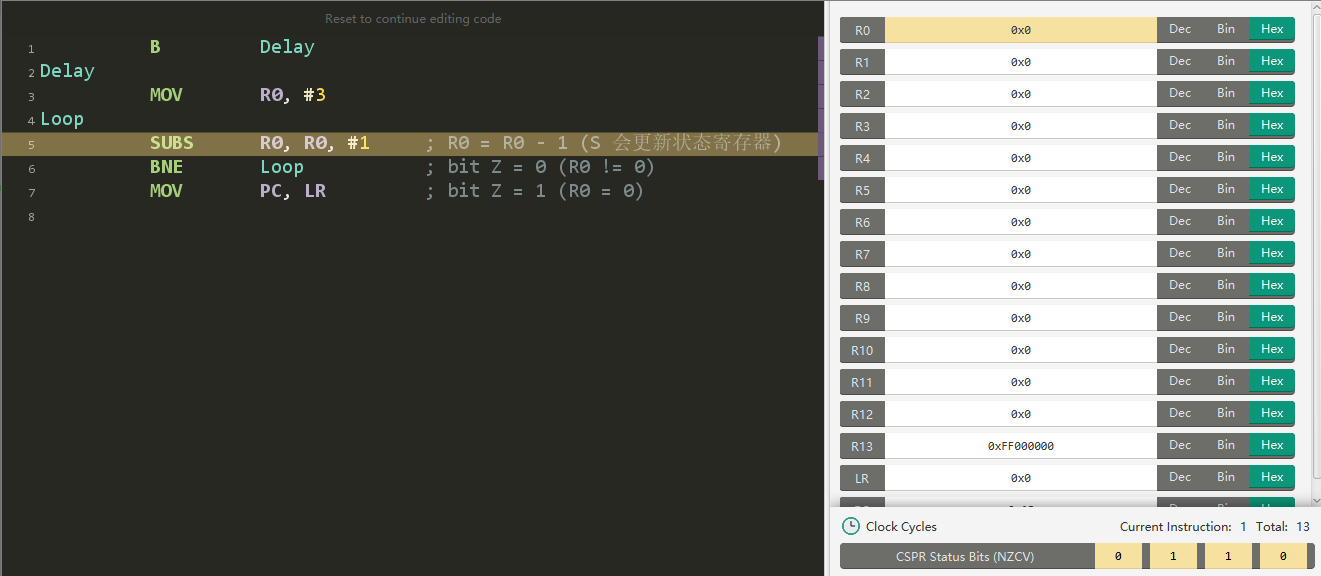 Reset to continue editing code
1 B Delay
2 Delay
3 MOV R0, #3
4 Loop
5 SUBS R0, R0, #1 ; R0 = R0 - 1 (S 会更新状态寄存器)
6 BNE Loop ; bit Z = 0 (R0 != 0)
7 MOV PC, LR ; bit Z = 1 (R0 = 0)
8
R0 0x0 Dec Bin Hex
R1 0x0 Dec Bin Hex
R2 0x0 Dec Bin Hex
R3 0x0 Dec Bin Hex
R4 0x0 Dec Bin Hex
R5 0x0 Dec Bin Hex
R6 0x0 Dec Bin Hex
R7 0x0 Dec Bin Hex
R8 0x0 Dec Bin Hex
R9 0x0 Dec Bin Hex
R10 0x0 Dec Bin Hex
R11 0x0 Dec Bin Hex
R12 0x0 Dec Bin Hex
R13 0xFF000000 Dec Bin Hex
LR 0x0 Dec Bin Hex
Clock Cycles Current Instruction: 1 Total: 13
CSPR Status Bits (NZCV) 0 1 1 0